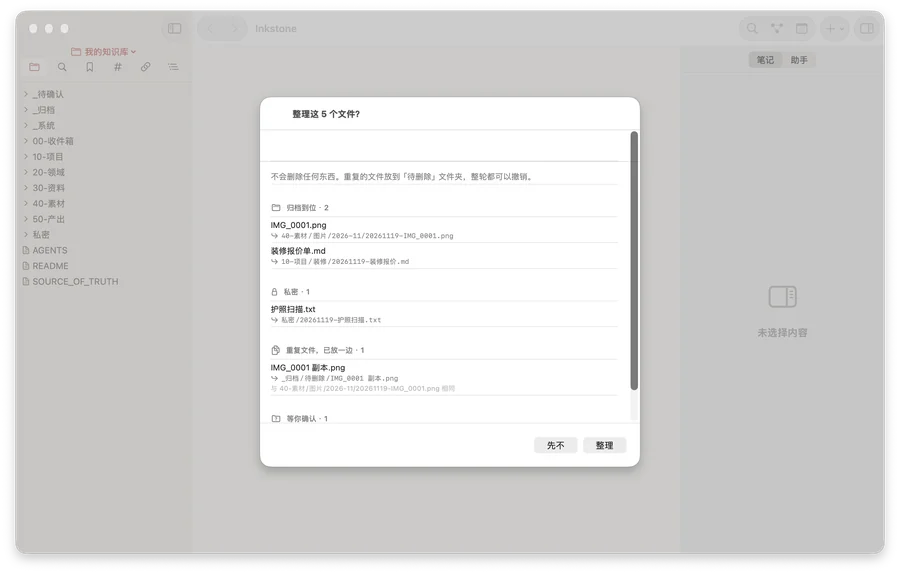 Inkstone
我的知识库
_待确认
_归档
_系统
00-收件箱
10-项目
20-领域
30-资料
40-素材
50-产出
私密
AGENTS
README
SOURCE_OF_TRUTH
整理这 5 个文件?
不会删除任何东西。重复的文件放到「待删除」文件夹，整轮都可以撤销。
归档到位 · 2
IMG_0001.png
↪ 40-素材/图片/2026-11/20261119-IMG_0001.png
装修报价单.md
↪ 10-项目/装修/20261119-装修报价.md
私密 · 1
护照扫描.txt
↪ 私密/20261119-护照扫描.txt
重复文件，已放一边 · 1
IMG_0001 副本.png
↪ _归档/待删除/IMG_0001 副本.png
与 40-素材/图片/2026-11/20261119-IMG_0001.png 相同
等你确认 · 1
先不
整理
笔记
助手
未选择内容